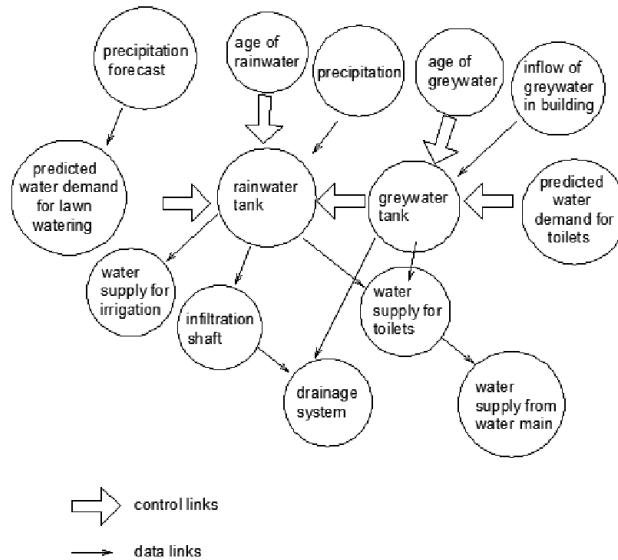 precipitation
forecast
age of
rainwater
precipitation
age of
greywater
inflow of
greywater
in building
predicted
water demand
for lawn
watering
rainwater
tank
greywater
tank
predicted
water
demand for
toilets
water
supply for
irrigation
infiltration
shaft
water
supply for
toilets
drainage
system
water
supply from
water main
control links
data links